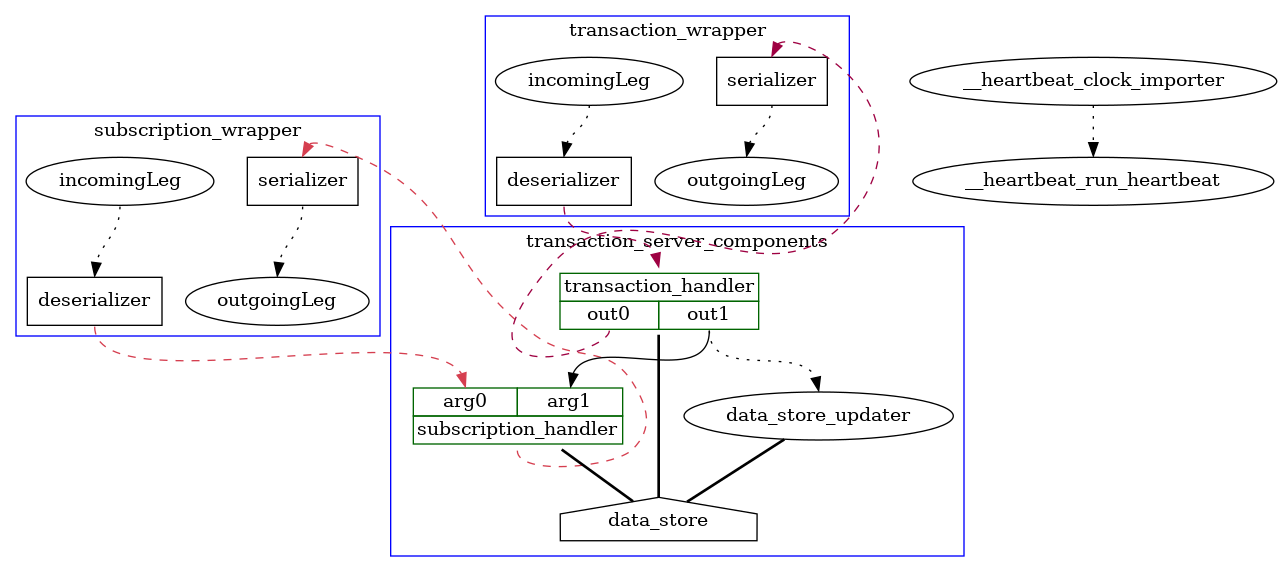 transaction_wrapper
incomingLeg
serializer
__heartbeat_clock_importer
subscription_wrapper
incomingLeg
serializer
deserializer
outgoingLeg
__heartbeat_run_heartbeat
transaction_server_components
transaction_handler
deserializer
outgoingLeg
out0
out1
arg0
arg1
data_store_updater
subscription_handler
data_store